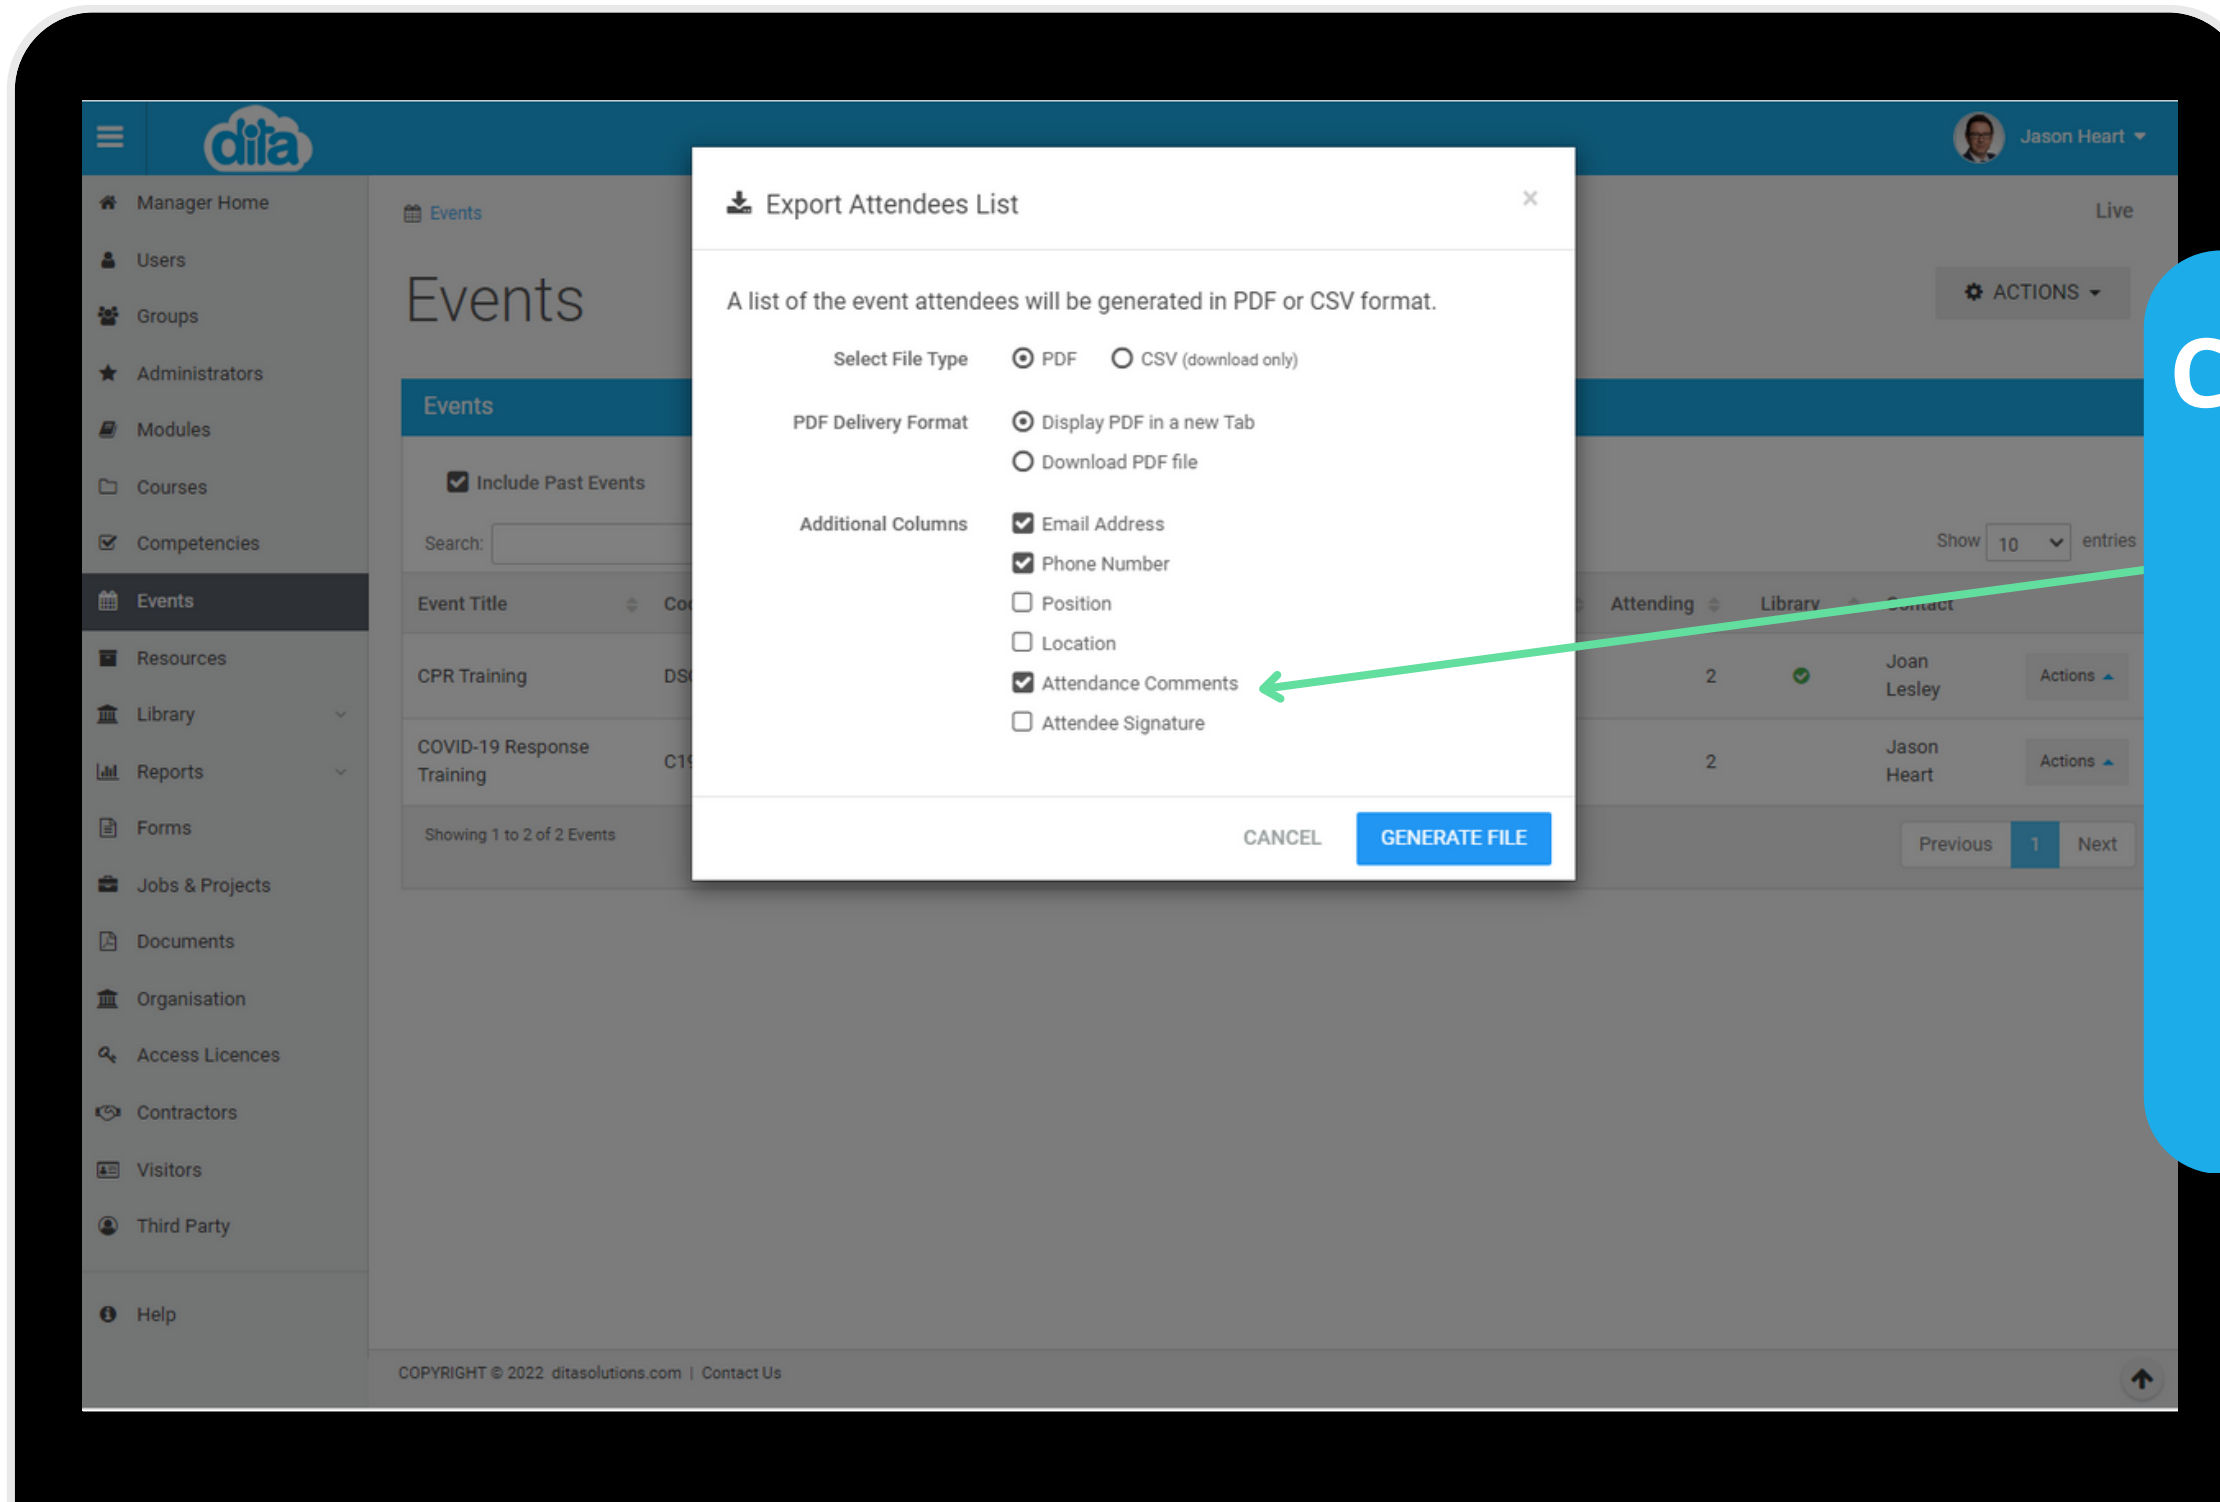 dita
Jason Heart
Manager Home
Users
Groups
Administrators
Modules
Courses
Competencies
Events
Resources
Library
Reports
Forms
Jobs & Projects
Documents
Organisation
Access Licences
Contractors
Visitors
Third Party
Help
Events
Live
Events
ACTIONS
Events
Include Past Events
Search:
Show 10 entries
Event Title
Attending Library Contact
CPR Training
2 Joan Lesley Actions
COVID-19 Response Training
2 Jason Heart Actions
Showing 1 to 2 of 2 Events
Previous 1 Next
Export Attendees List ×
A list of the event attendees will be generated in PDF or CSV format.
Select File Type PDF CSV (download only)
PDF Delivery Format Display PDF in a new Tab
Download PDF file
Additional Columns Email Address
Phone Number
Position
Location
Attendance Comments
Attendee Signature
CANCEL GENERATE FILE
COPYRIGHT © 2022 ditasolutions.com | Contact Us